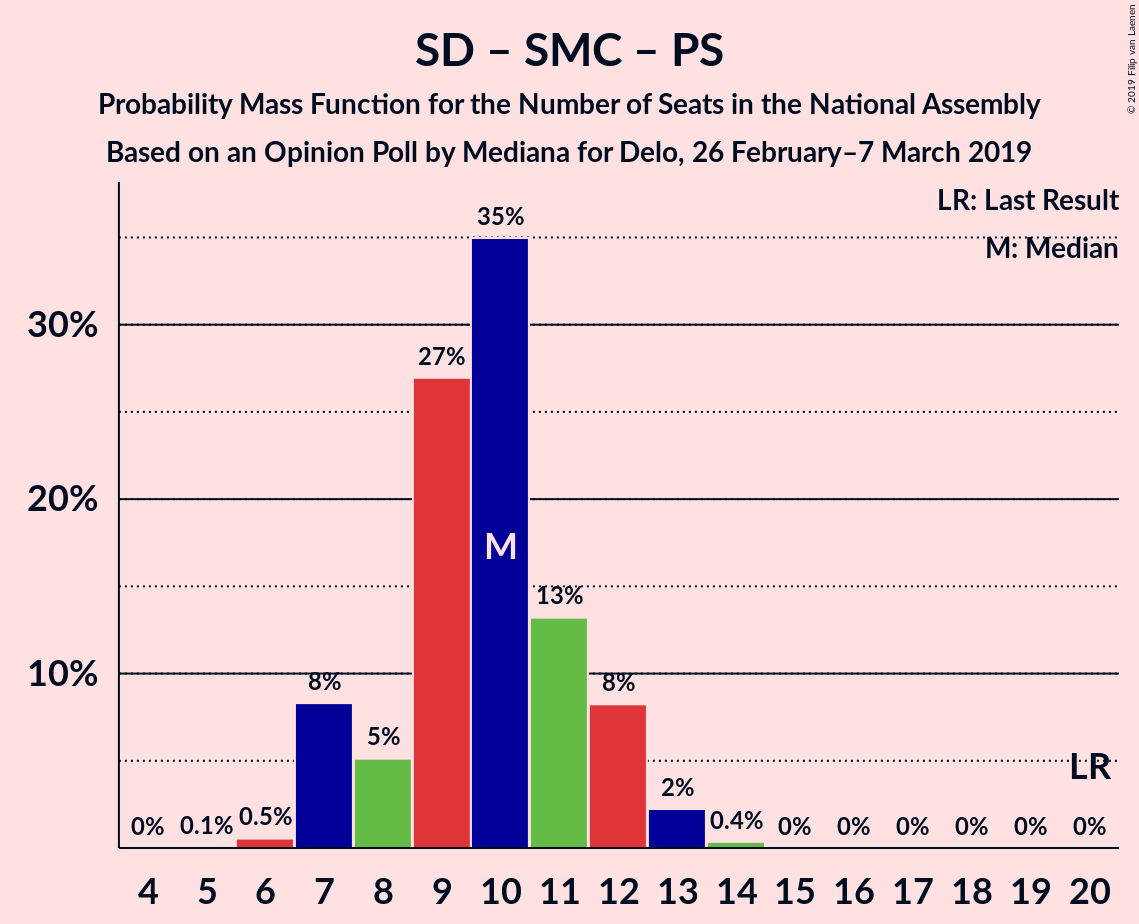 SD – SMC – PS
Probability Mass Function for the Number of Seats in the National Assembly
Based on an Opinion Poll by Mediana for Delo, 26 February–7 March 2019
© 2019 Filip van Laenen
LR: Last Result
M: Median
35%
30%
27%
20%
M
13%
10%
8%
8%
5%
LR
2%
0%
0.1%
0.5%
0.4%
0%
0%
0%
0%
0%
0%
4 5 6 7 8 9 10 11 12 13 14 15 16 17 18 19 20